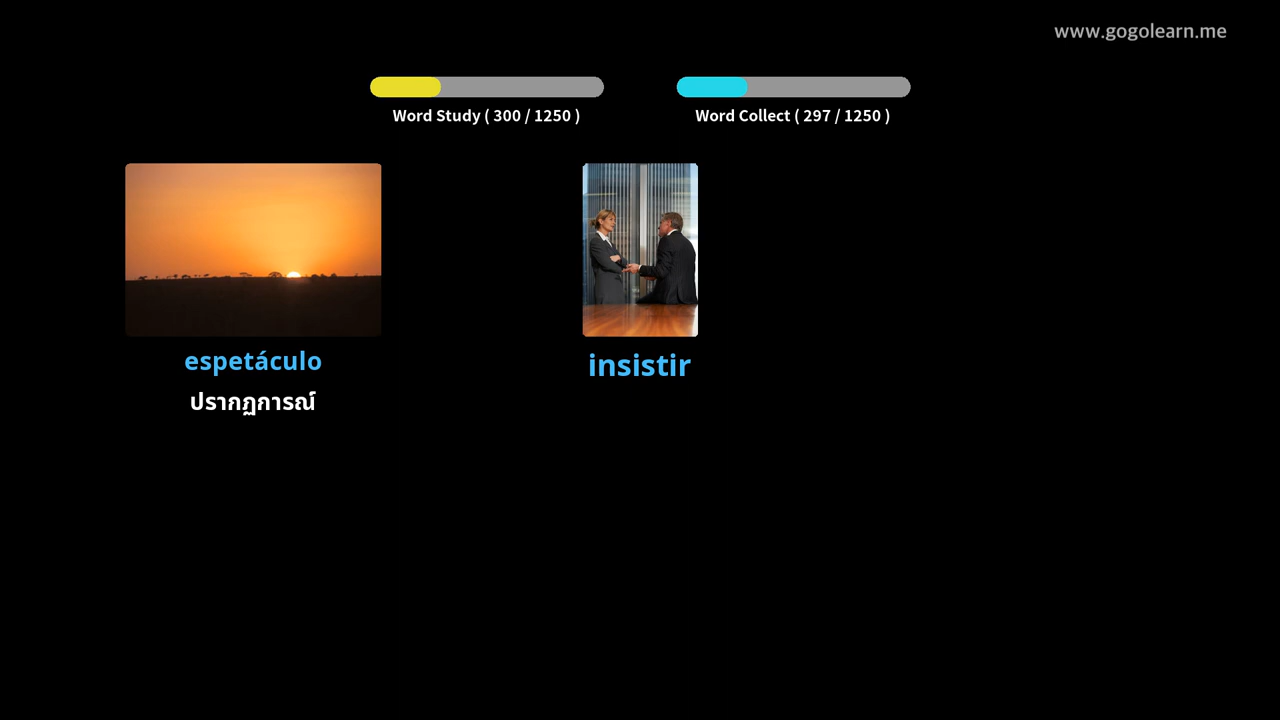 www.gogolearn.me
Word Study ( 300 / 1250 )
Word Collect ( 297 / 1250 )
espetáculo
ปรากฏการณ์
insistir